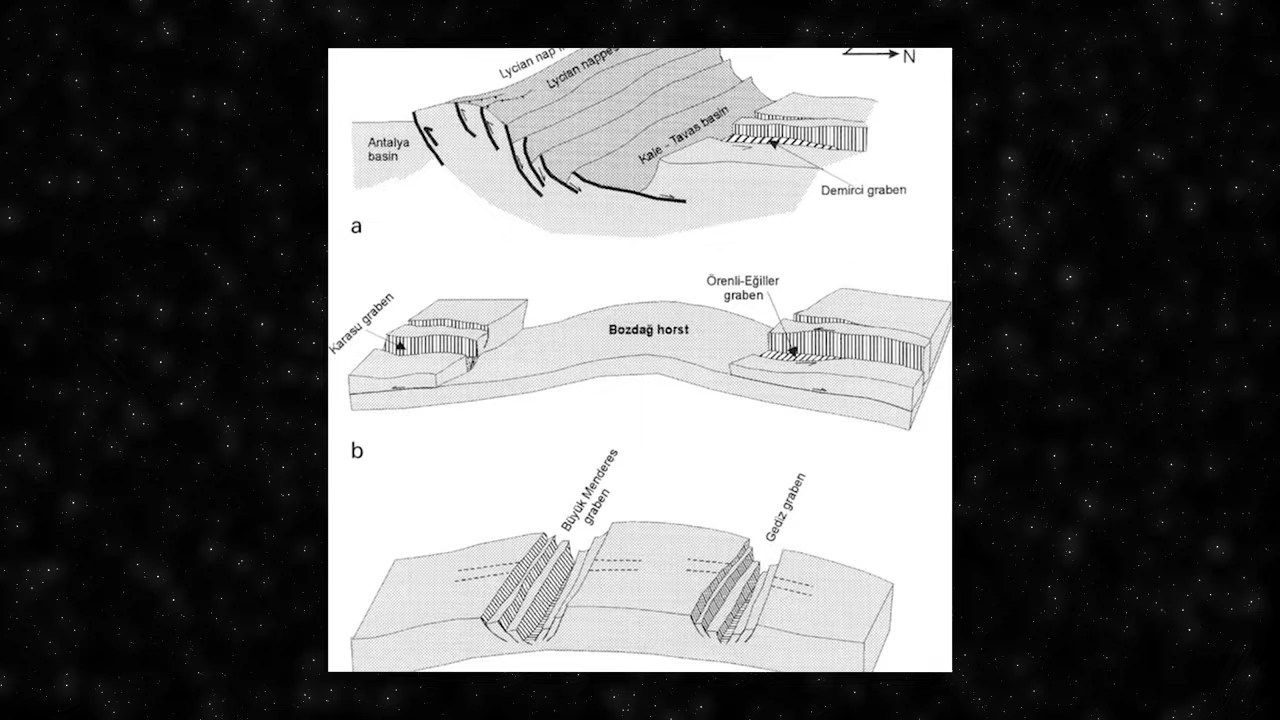 N
Lycian nappes
Kale - Tavas basin
Antalya
basin
Demirci graben
a
Örenli-Eğiller
graben
Karasu graben
Bozdağ horst
b
Büyük Menderes
graben
Gediz graben